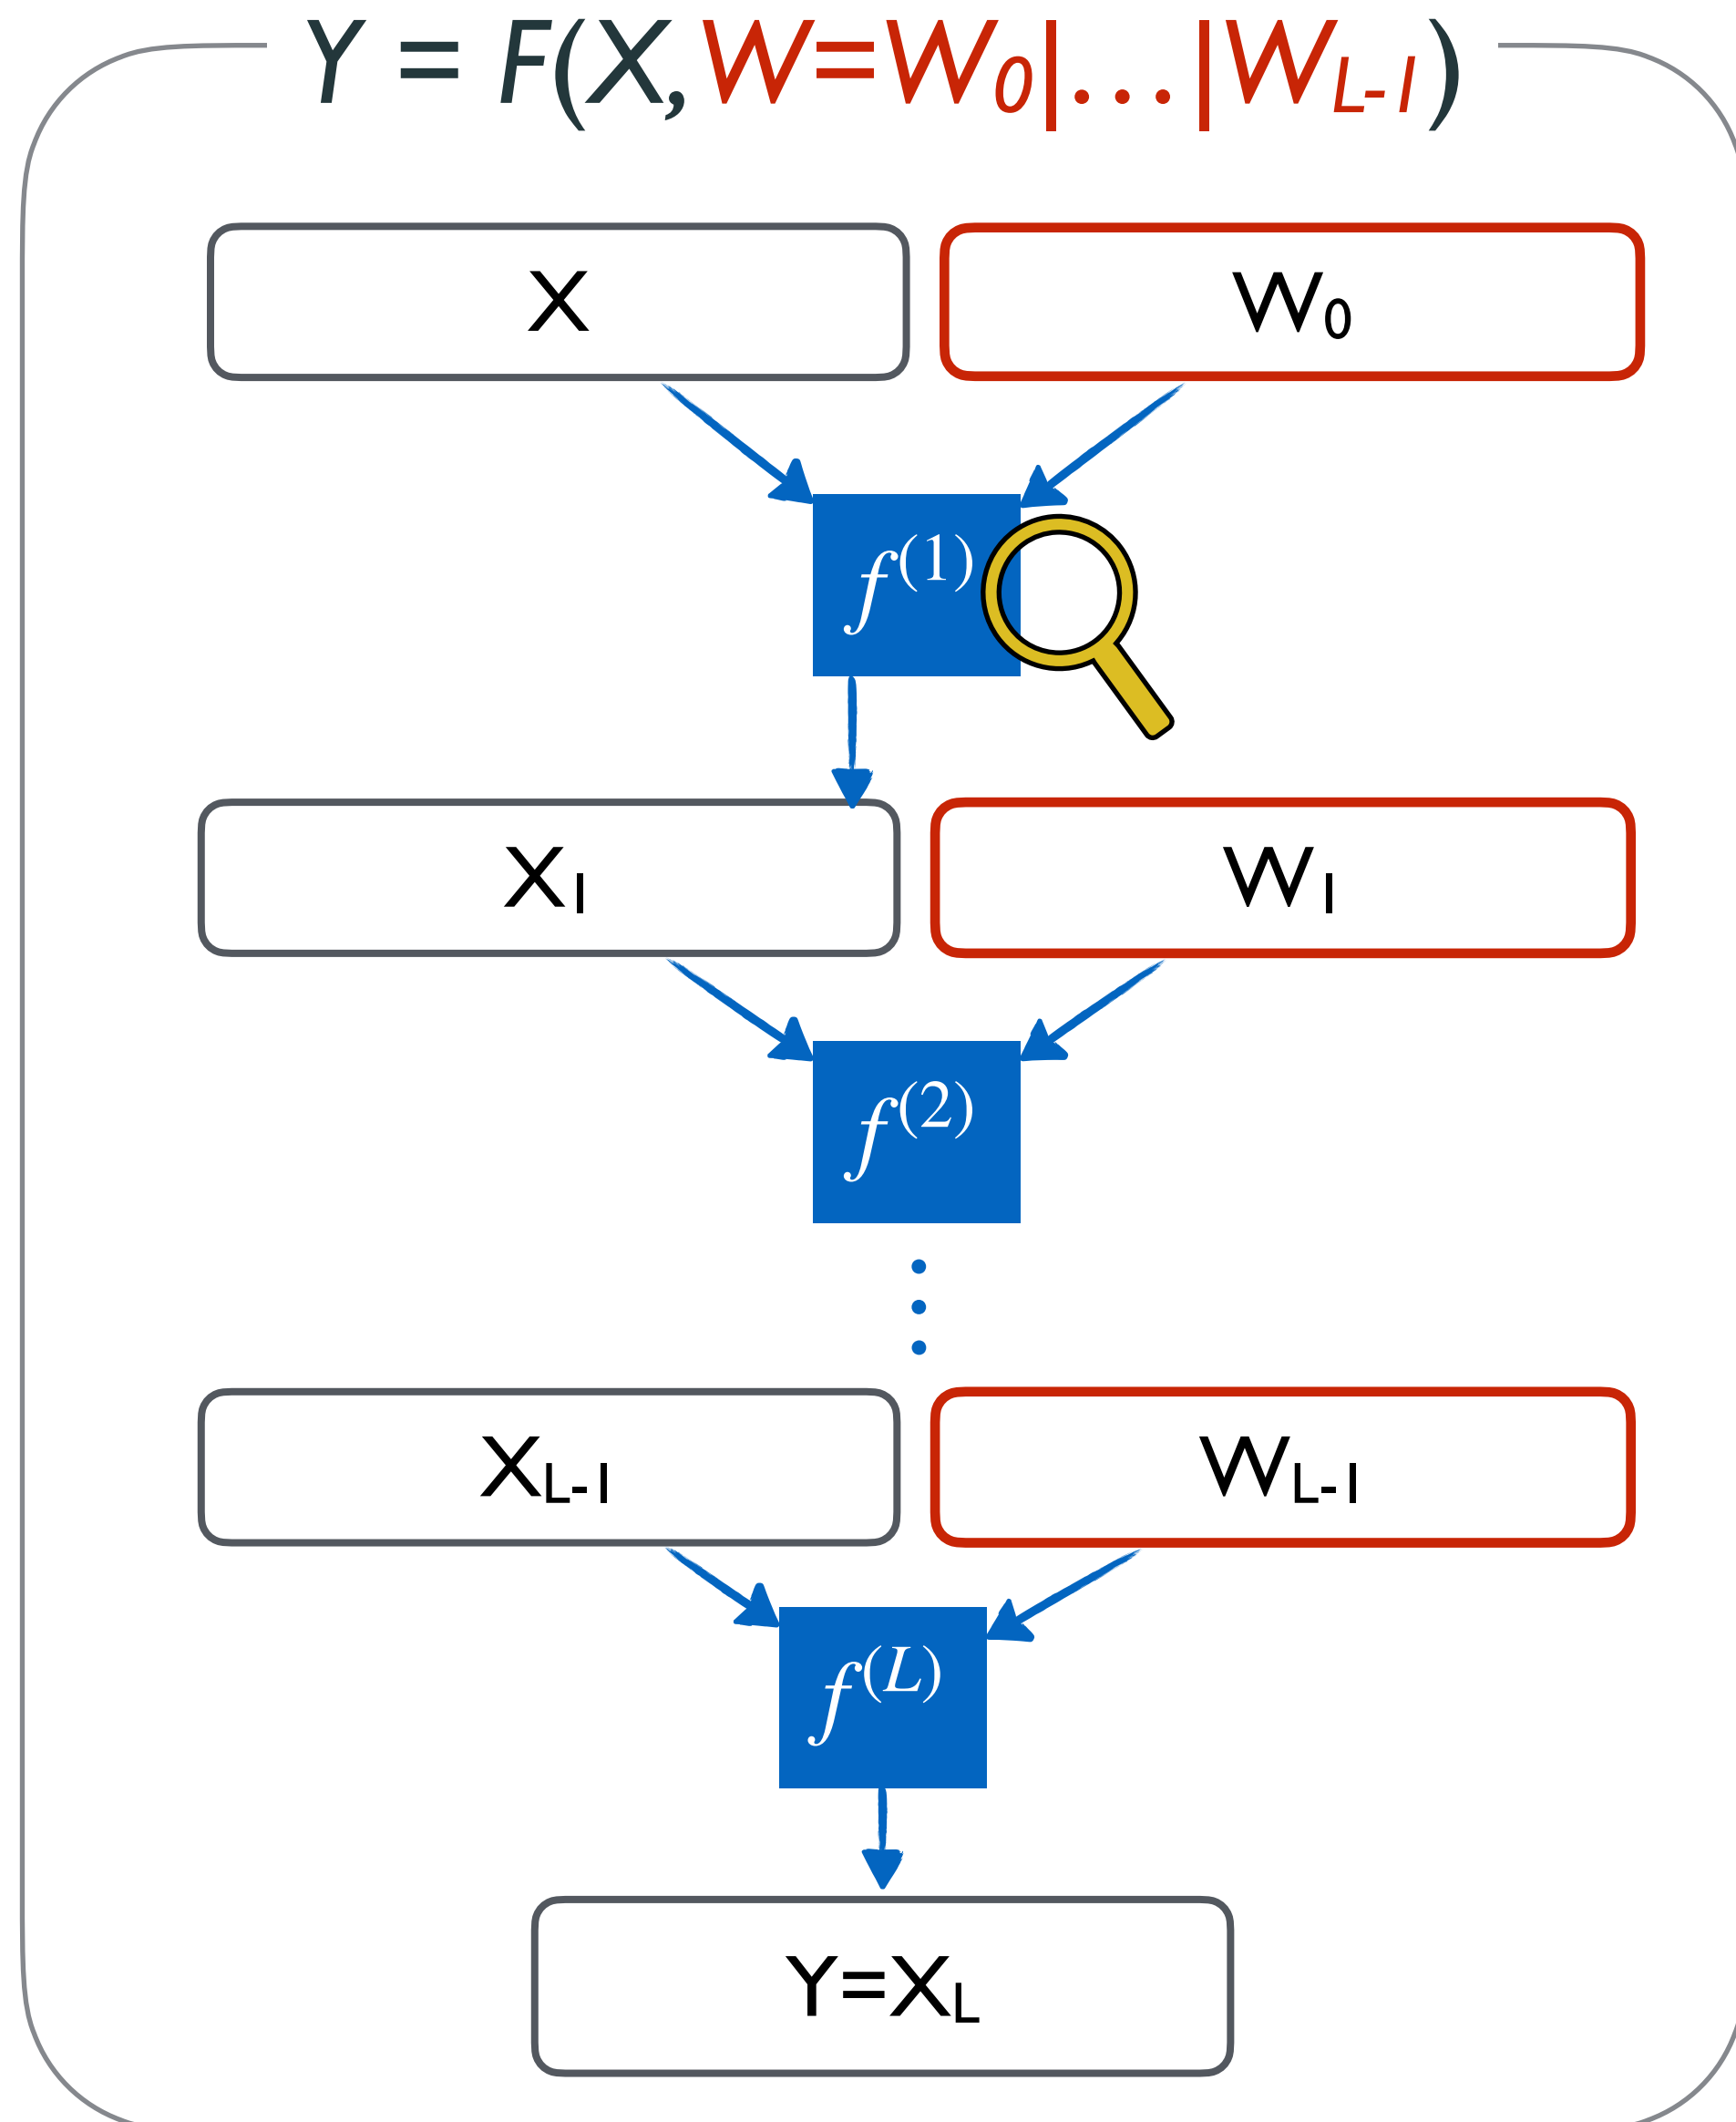 Y = F(X,W=W0|...|WL-1)
X W0
f(1)
X1 W1
f(2)
XL-1 WL-1
f(L)
Y=XL